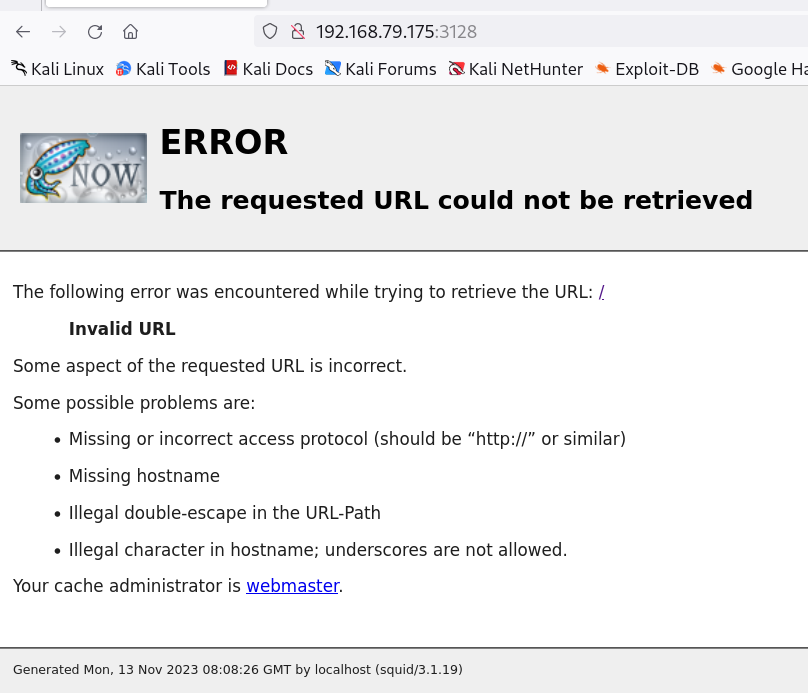 192.168.79.175:3128
Kali Linux Kali Tools Kali Docs Kali Forums Kali NetHunter Exploit-DB Google Ha
NOW
ERROR
The requested URL could not be retrieved
The following error was encountered while trying to retrieve the URL: /
Invalid URL
Some aspect of the requested URL is incorrect.
Some possible problems are:
• Missing or incorrect access protocol (should be “http://” or similar)
• Missing hostname
• Illegal double-escape in the URL-Path
• Illegal character in hostname; underscores are not allowed.
Your cache administrator is webmaster.
Generated Mon, 13 Nov 2023 08:08:26 GMT by localhost (squid/3.1.19)